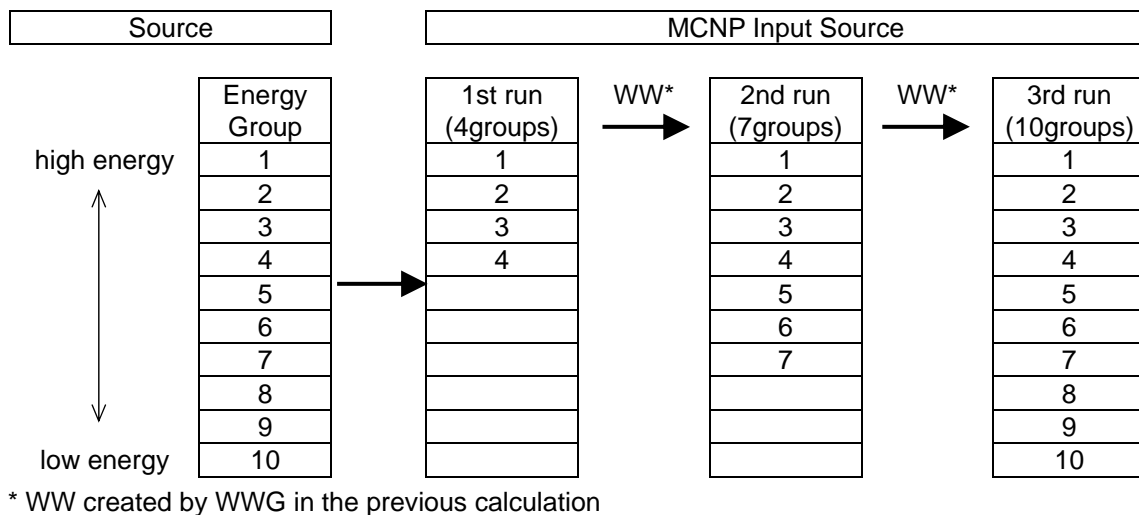 Source
MCNP Input Source
Energy Group
1st run (4groups)
WW*
2nd run (7groups)
WW*
3rd run (10groups)
high energy
1 1 1 1
2 2 2 2
3 3 3 3
4 4 4 4
5 5 5
6 6 6
7 7 7
8 8
9 9
low energy 10 10
* WW created by WWG in the previous calculation